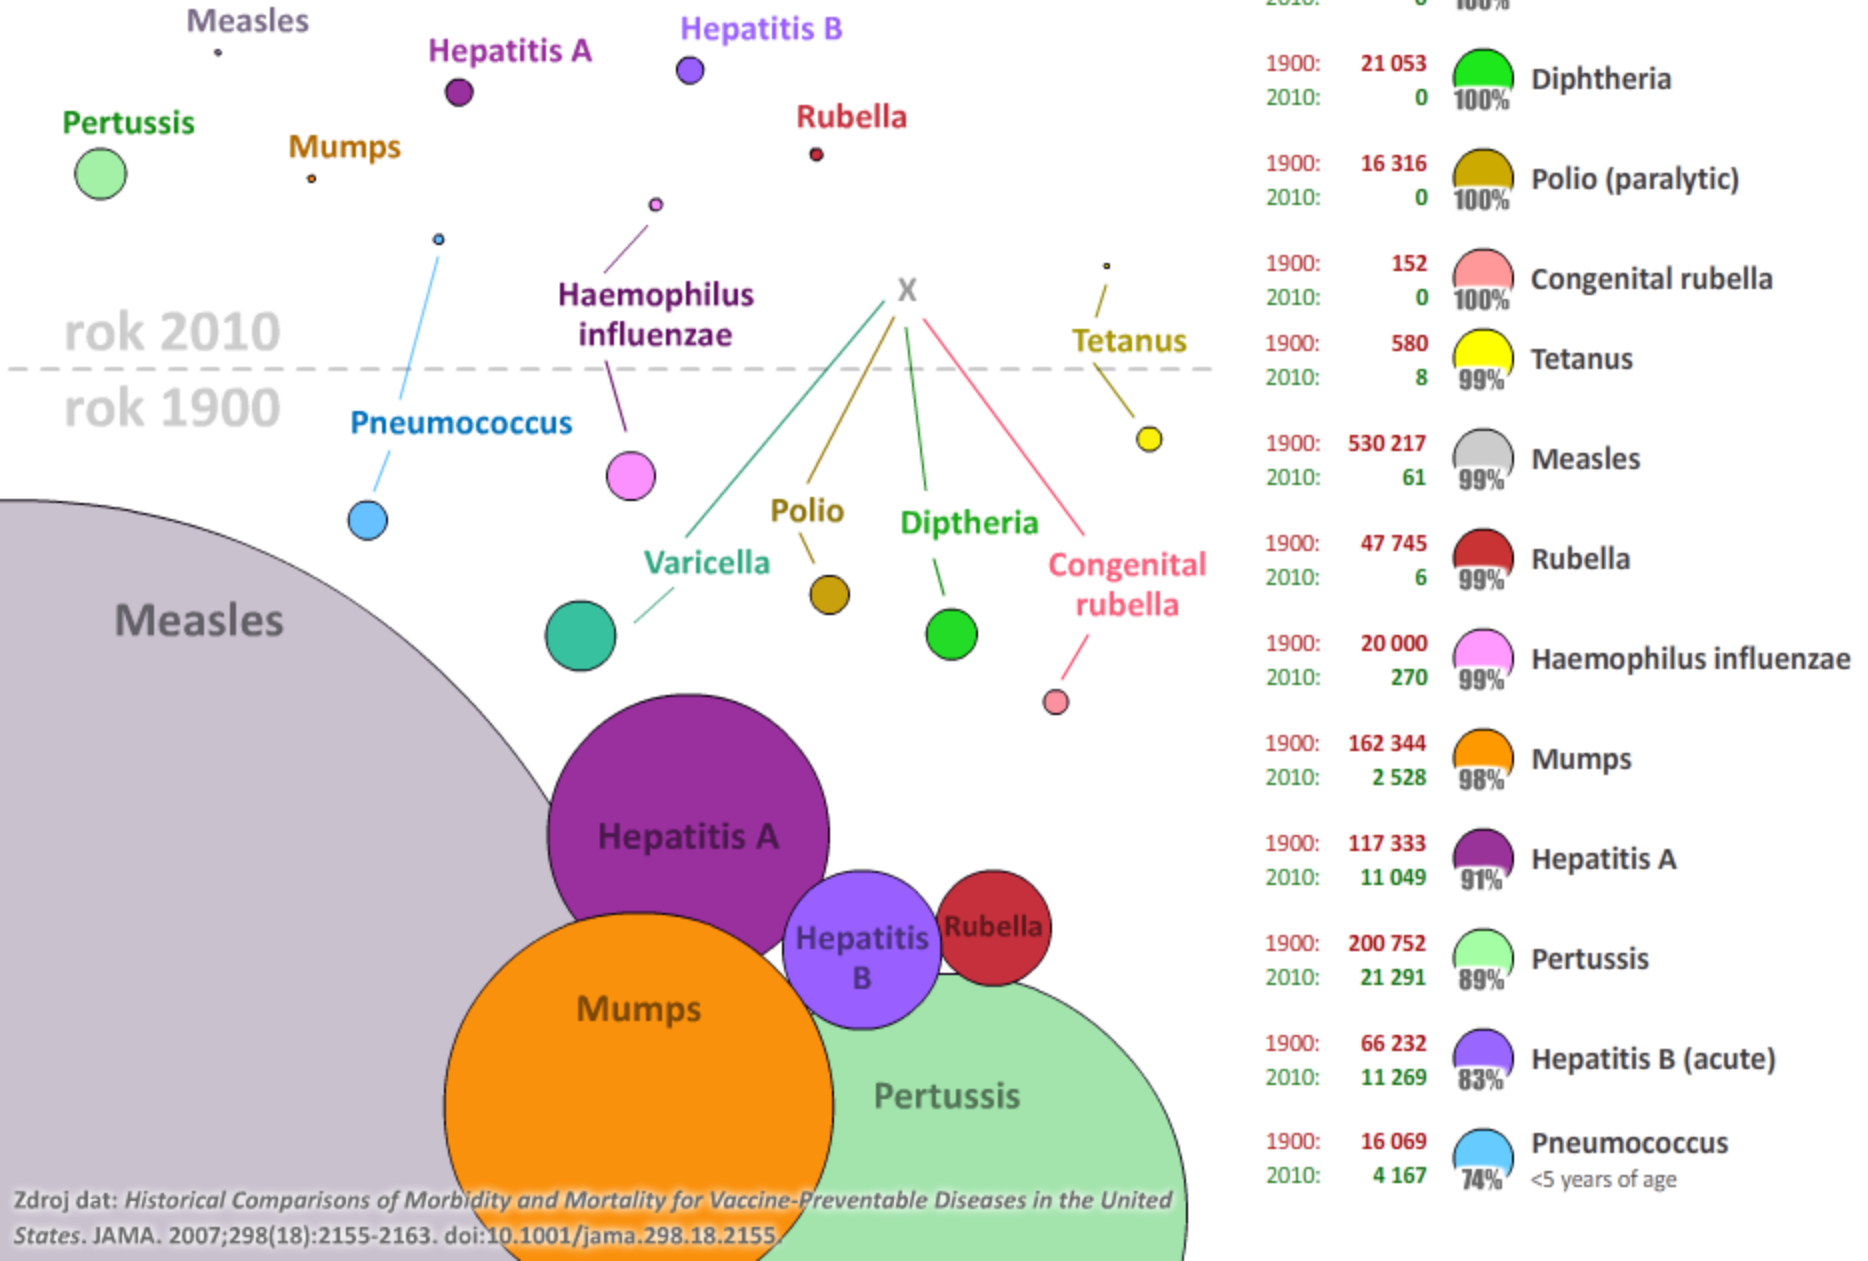 Measles
Hepatitis A
Hepatitis B
Pertussis
Mumps
Rubella
Haemophilus
influenzae
X
Tetanus
rok 2010
rok 1900
Pneumococcus
Polio
Diptheria
Varicella
Congenital
rubella
Measles
Hepatitis A
Hepatitis
B
Rubella
Mumps
Pertussis
Zdroj dat: Historical Comparisons of Morbidity and Mortality for Vaccine-Preventable Diseases in the United
States. JAMA. 2007;298(18):2155-2163. doi:10.1001/jama.298.18.2155.
2010: 0 100%
1900: 21 053
2010: 0
100% Diphtheria
1900: 16 316
2010: 0
100% Polio (paralytic)
1900: 152
2010: 0
100% Congenital rubella
1900: 580
2010: 8
99% Tetanus
1900: 530 217
2010: 61
99% Measles
1900: 47 745
2010: 6
99% Rubella
1900: 20 000
2010: 270
99% Haemophilus influenzae
1900: 162 344
2010: 2 528
98% Mumps
1900: 117 333
2010: 11 049
91% Hepatitis A
1900: 200 752
2010: 21 291
89% Pertussis
1900: 66 232
2010: 11 269
83% Hepatitis B (acute)
1900: 16 069
2010: 4 167
74% Pneumococcus
<5 years of age